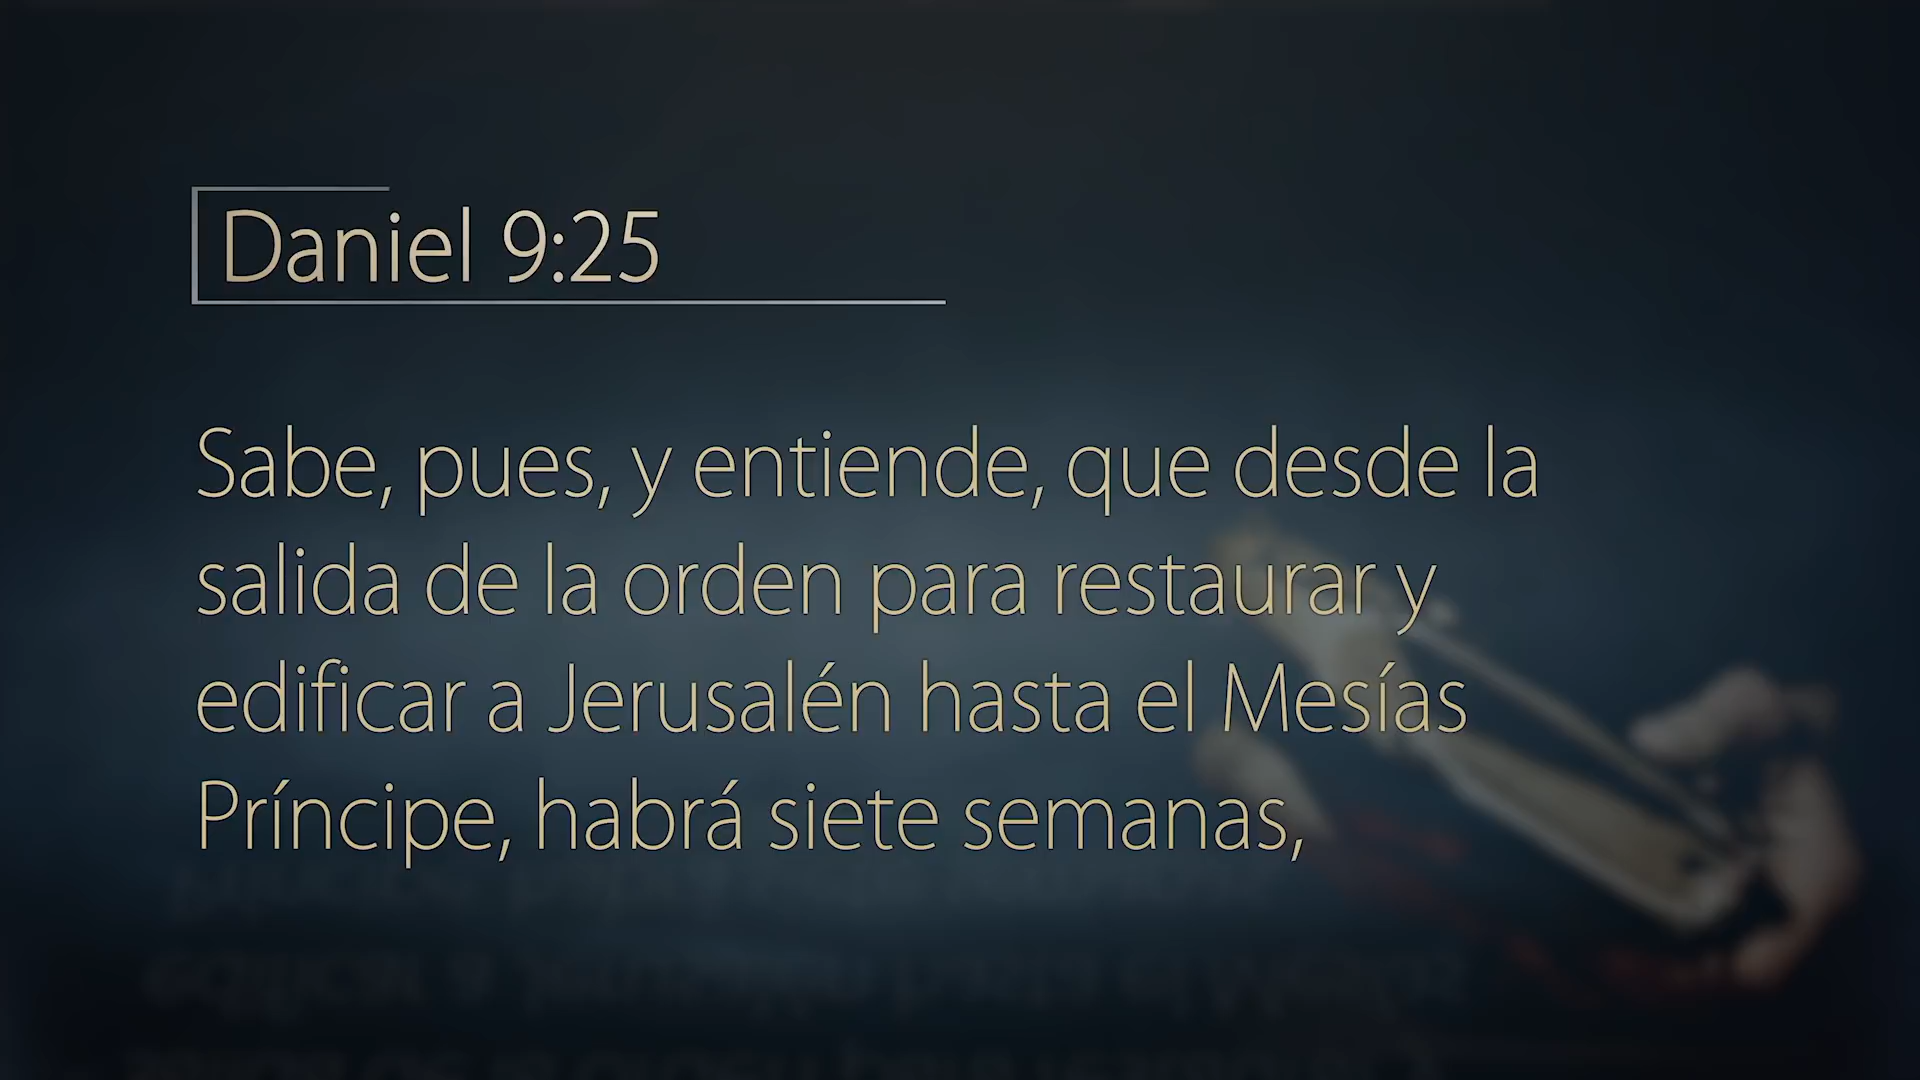 Daniel 9:25
Sabe, pues, y entiende, que desde la
salida de la orden para restaurar y
edificar a Jerusalén hasta el Mesías
Príncipe, habrá siete semanas,